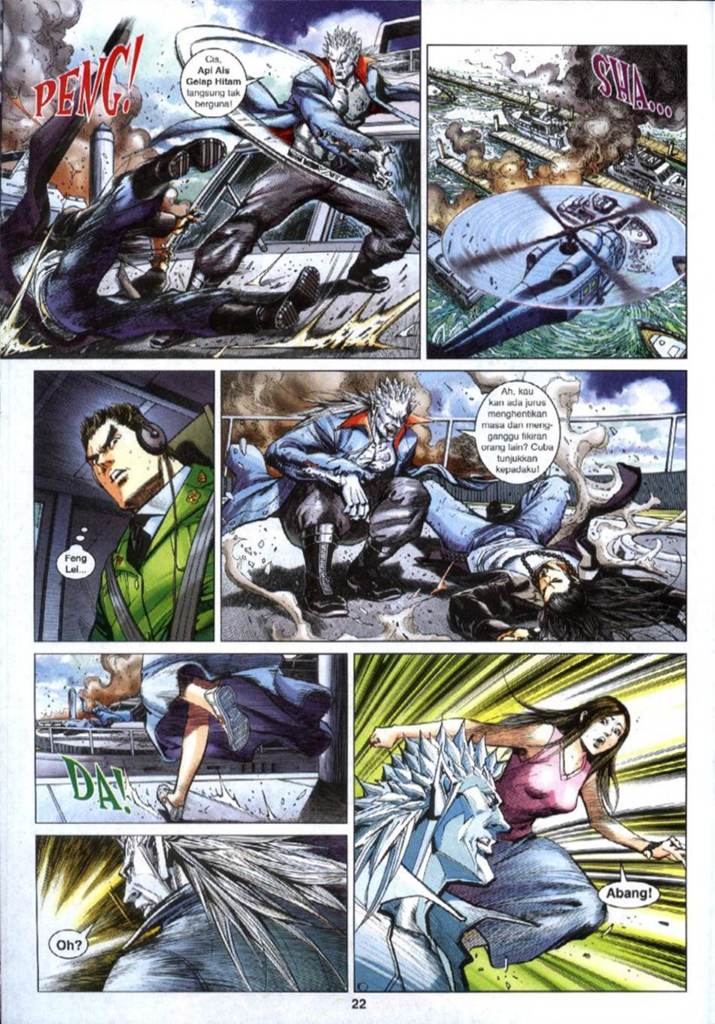 PENG!
Cis,
Api Ais
Gelap Hitam
langsung tak
berguna!
SHA...
Feng
Lei...
Ah, kau
kan ada jurus
menghentikan
masa dan meng-
ganggu fikiran
orang lain? Cuba
tunjukkan
kepadaku!
DA!
Oh?
Abang!
22